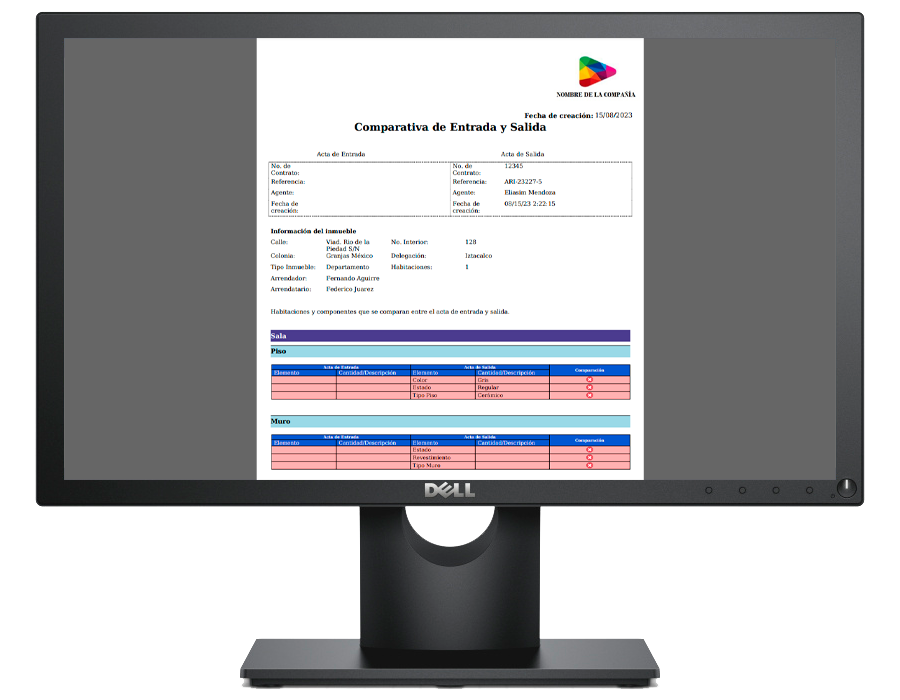 NOMBRE DE LA COMPAÑÍA
Fecha de creación: 15/08/2023
Comparativa de Entrada y Salida
Acta de Entrada Acta de Salida
No. de Contrato: No. de Contrato: 12345
Referencia: Referencia: ARI-23227-5
Agente: Agente: Eliasim Mendoza
Fecha de creación: Fecha de creación: 08/15/23 2:22:15
Información del inmueble
Calle: Viad. Rio de la Piedad S/N No. Interior: 128
Colonia: Granjas México Delegación: Iztacalco
Tipo Inmueble: Departamento Habitaciones: 1
Arrendador: Fernando Aguirre
Arrendatario: Federico Juarez
Habitaciones y componentes que se comparan entre el acta de entrada y salida.
Sala
Piso
Acta de Entrada Acta de Salida Comparación
Elemento Cantidad/Descripción Elemento Cantidad/Descripción
Color Gris
Estado Regular
Tipo Piso Cerámico
Muro
Acta de Entrada Acta de Salida Comparación
Elemento Cantidad/Descripción Elemento Cantidad/Descripción
Estado
Revestimiento
Tipo Muro
DELL